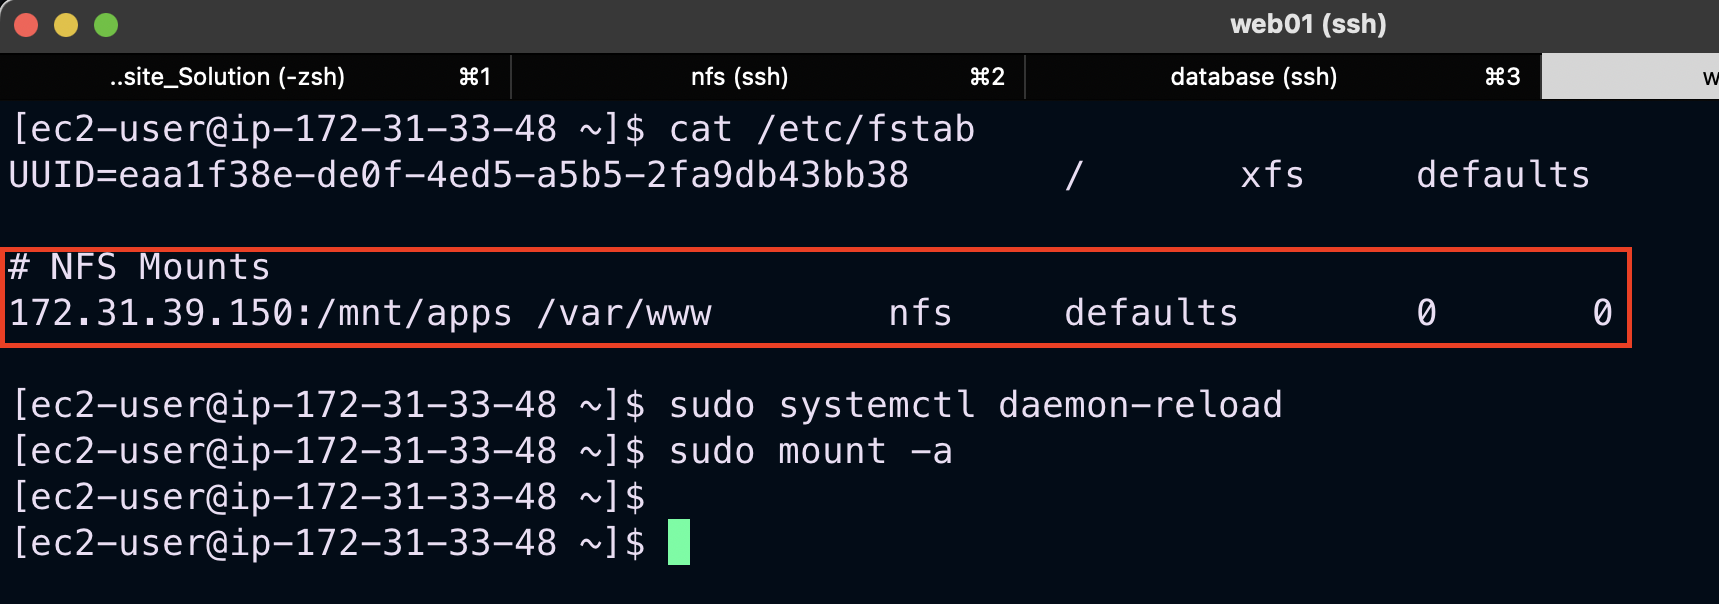 web01 (ssh)
..site_Solution (-zsh) ⌘1 nfs (ssh) ⌘2 database (ssh) ⌘3
[ec2-user@ip-172-31-33-48 ~]$ cat /etc/fstab
UUID=eaa1f38e-de0f-4ed5-a5b5-2fa9db43bb38 / xfs defaults
# NFS Mounts
172.31.39.150:/mnt/apps /var/www nfs defaults 0 0
[ec2-user@ip-172-31-33-48 ~]$ sudo systemctl daemon-reload
[ec2-user@ip-172-31-33-48 ~]$ sudo mount -a
[ec2-user@ip-172-31-33-48 ~]$
[ec2-user@ip-172-31-33-48 ~]$